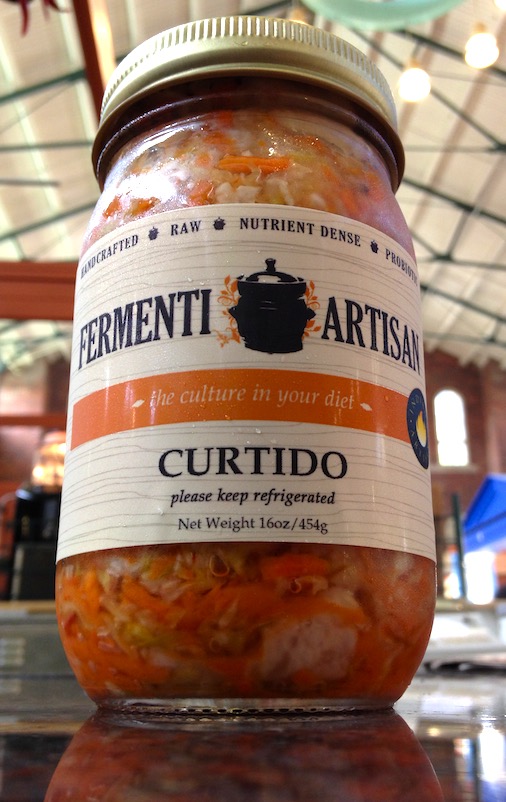 HANDCRAFTED RAW NUTRIENT DENSE
FERMENTI ARTISAN
the culture in your diet
CURTIDO
please keep refrigerated
Net Weight 16oz/454g